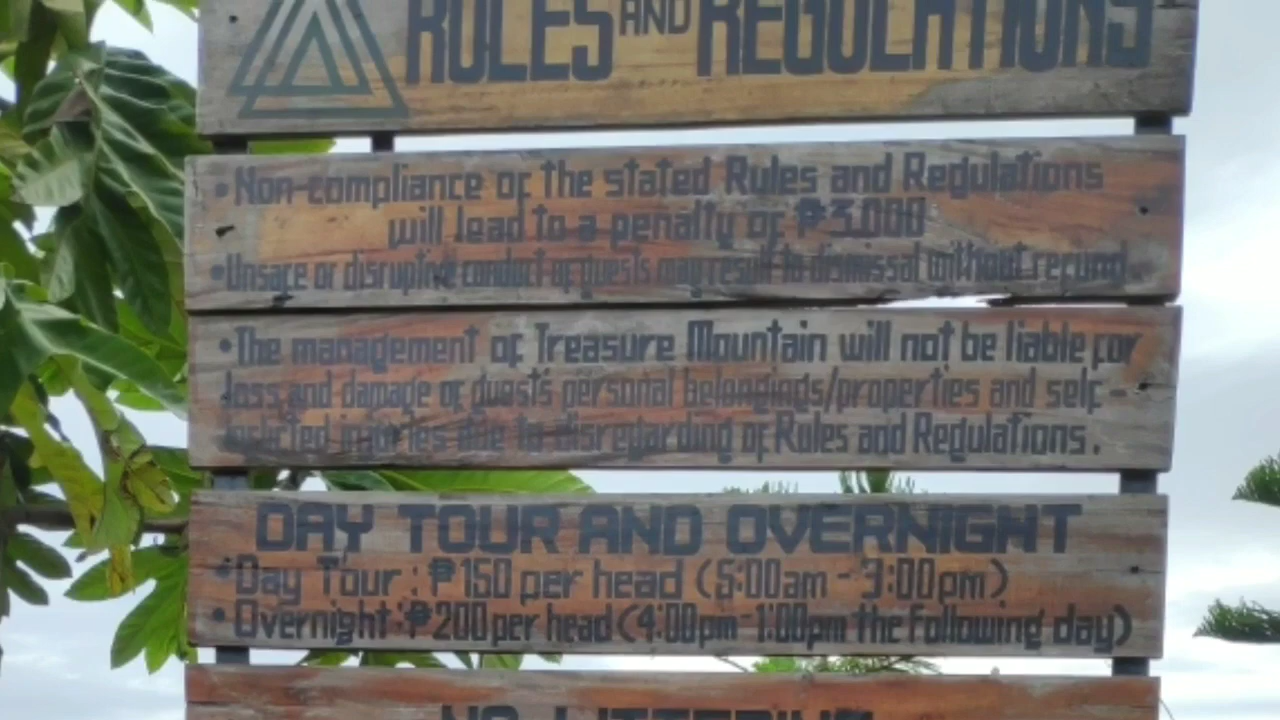 RULES AND REGULATIONS
• Non-compliance of the stated Rules and Regulations
will lead to a penalty of ₱3,000
• Unsafe or disruptive conduct of guests may result to dismissal without refund.
• The management of Treasure Mountain will not be liable for
loss and damage of guest's personal belongings/properties and self-
inflicted injuries due to disregarding of Rules and Regulations.
DAY TOUR AND OVERNIGHT
• Day Tour : ₱150 per head (5:00am - 3:00pm)
• Overnight : ₱200 per head (4:00pm-1:00pm the following day)
NO LITTERING